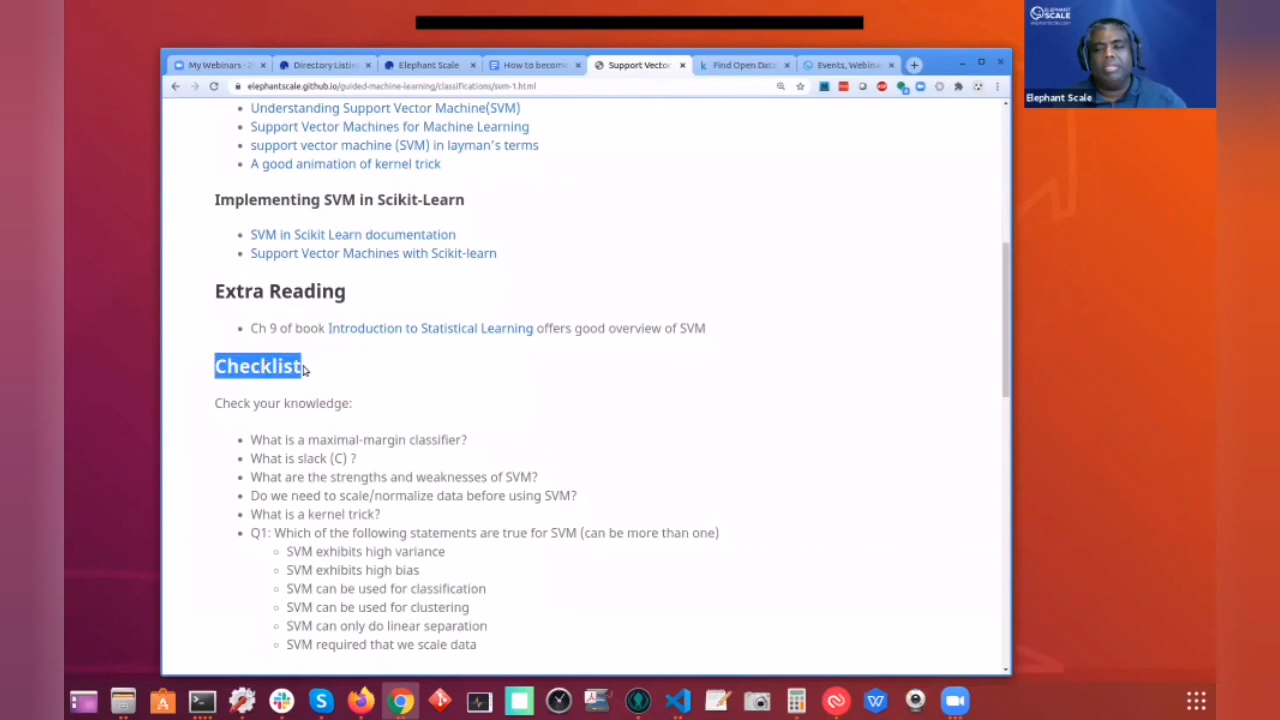 ELEPHANT
SCALE
elephantscale.com
Elephant Scale
My Webinars - Z
Directory Listin
Elephant Scale
How to become
Support Vector
Find Open Dat
Events, Webina
elephantscale.github.io/guided-machine-learning/classifications/svm-1.html
Understanding Support Vector Machine(SVM)
Support Vector Machines for Machine Learning
support vector machine (SVM) in layman's terms
A good animation of kernel trick
Implementing SVM in Scikit-Learn
SVM in Scikit Learn documentation
Support Vector Machines with Scikit-learn
Extra Reading
Ch 9 of book Introduction to Statistical Learning offers good overview of SVM
Checklist
Check your knowledge:
What is a maximal-margin classifier?
What is slack (C) ?
What are the strengths and weaknesses of SVM?
Do we need to scale/normalize data before using SVM?
What is a kernel trick?
Q1: Which of the following statements are true for SVM (can be more than one)
SVM exhibits high variance
SVM exhibits high bias
SVM can be used for classification
SVM can be used for clustering
SVM can only do linear separation
SVM required that we scale data